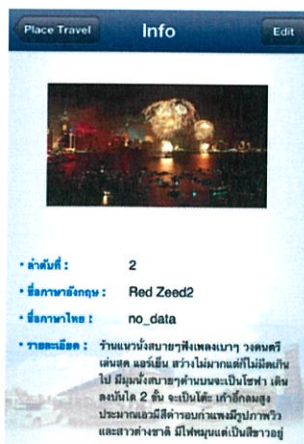 Place Travel Info Edit
• ลำดับที่ : 2
• ชื่อภาษาอังกฤษ : Red Zeed2
• ชื่อภาษาไทย : no_data
• รายละเอียด : ร้านแนวนั่งสบายๆฟังเพลงเบาๆ วงดนตรี
เล่นสด แอร์เย็น สว่างไม่มากแต่ก็ไม่มืดเกิน
ไป มีมุมนั่งสบายๆด้านบนจะเป็นโซฟา เดิน
ลงบันได 2 ขั้น จะเป็นโต๊ะ เก้าอี้กลมสูง
ประมาณเอวมีสีดำรอบกำแพงมีรูปภาพวิว
และสาวต่างชาติ มีไฟหมุนแต่เป็นสีขาวอยู่